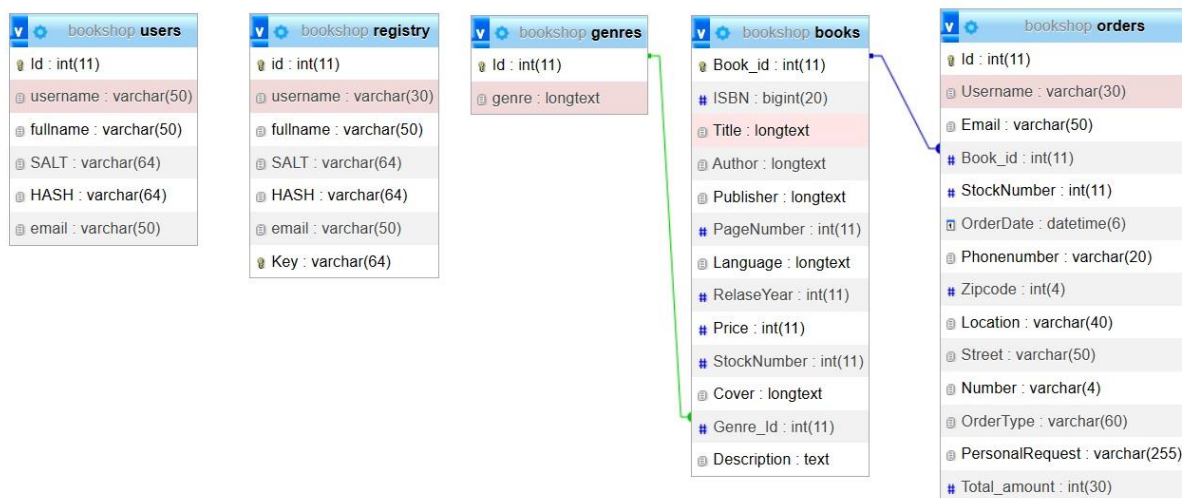 bookshop users
Id : int(11)
username : varchar(50)
fullname : varchar(50)
SALT : varchar(64)
HASH : varchar(64)
email : varchar(50)
bookshop registry
id : int(11)
username : varchar(30)
fullname : varchar(50)
SALT : varchar(64)
HASH : varchar(64)
email : varchar(50)
Key : varchar(64)
bookshop genres
Id : int(11)
genre : longtext
bookshop books
Book_id : int(11)
# ISBN : bigint(20)
Title : longtext
Author : longtext
Publisher : longtext
# PageNumber : int(11)
Language : longtext
# RelaseYear : int(11)
# Price : int(11)
# StockNumber : int(11)
Cover : longtext
# Genre_Id : int(11)
Description : text
bookshop orders
Id : int(11)
Username : varchar(30)
Email : varchar(50)
# Book_id : int(11)
# StockNumber : int(11)
OrderDate : datetime(6)
Phonenumber : varchar(20)
# Zipcode : int(4)
Location : varchar(40)
Street : varchar(50)
Number : varchar(4)
OrderType : varchar(60)
PersonalRequest : varchar(255)
# Total_amount : int(30)